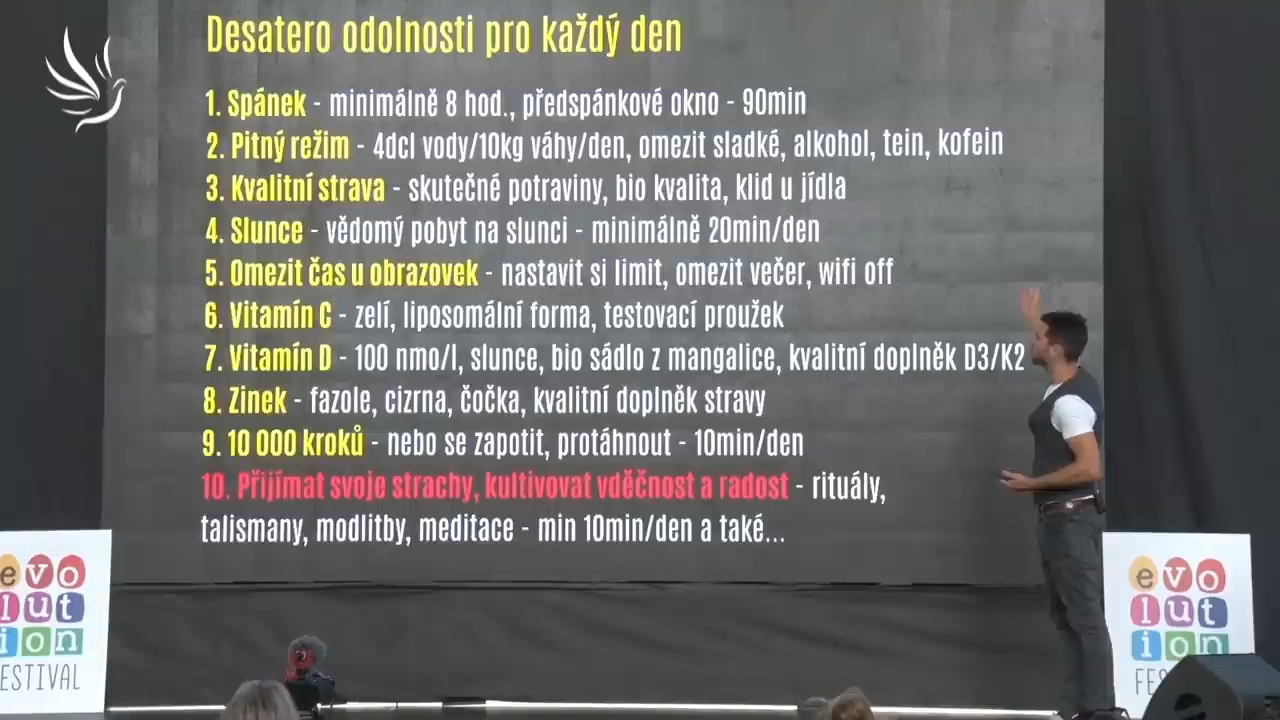 Desatero odolnosti pro každý den
1. Spánek - minimálně 8 hod., předspánkové okno - 90min
2. Pitný režim - 4dcl vody/10kg váhy/den, omezit sladké, alkohol, tein, kofein
3. Kvalitní strava - skutečné potraviny, bio kvalita, klid u jídla
4. Slunce - vědomý pobyt na slunci - minimálně 20min/den
5. Omezit čas u obrazovek - nastavit si limit, omezit večer, wifi off
6. Vitamín C - zelí, liposomální forma, testovací proužek
7. Vitamín D - 100 nmo/l, slunce, bio sádlo z mangalice, kvalitní doplněk D3/K2
8. Zinek - fazole, cizrna, čočka, kvalitní doplněk stravy
9. 10 000 kroků - nebo se zapotit, protáhnout - 10min/den
10. Přijímat svoje strachy, kultivovat vděčnost a radost - rituály,
talismany, modlitby, meditace - min 10min/den a také...
evo
lut
ion
FESTIVAL
evo
lut
ion
FES